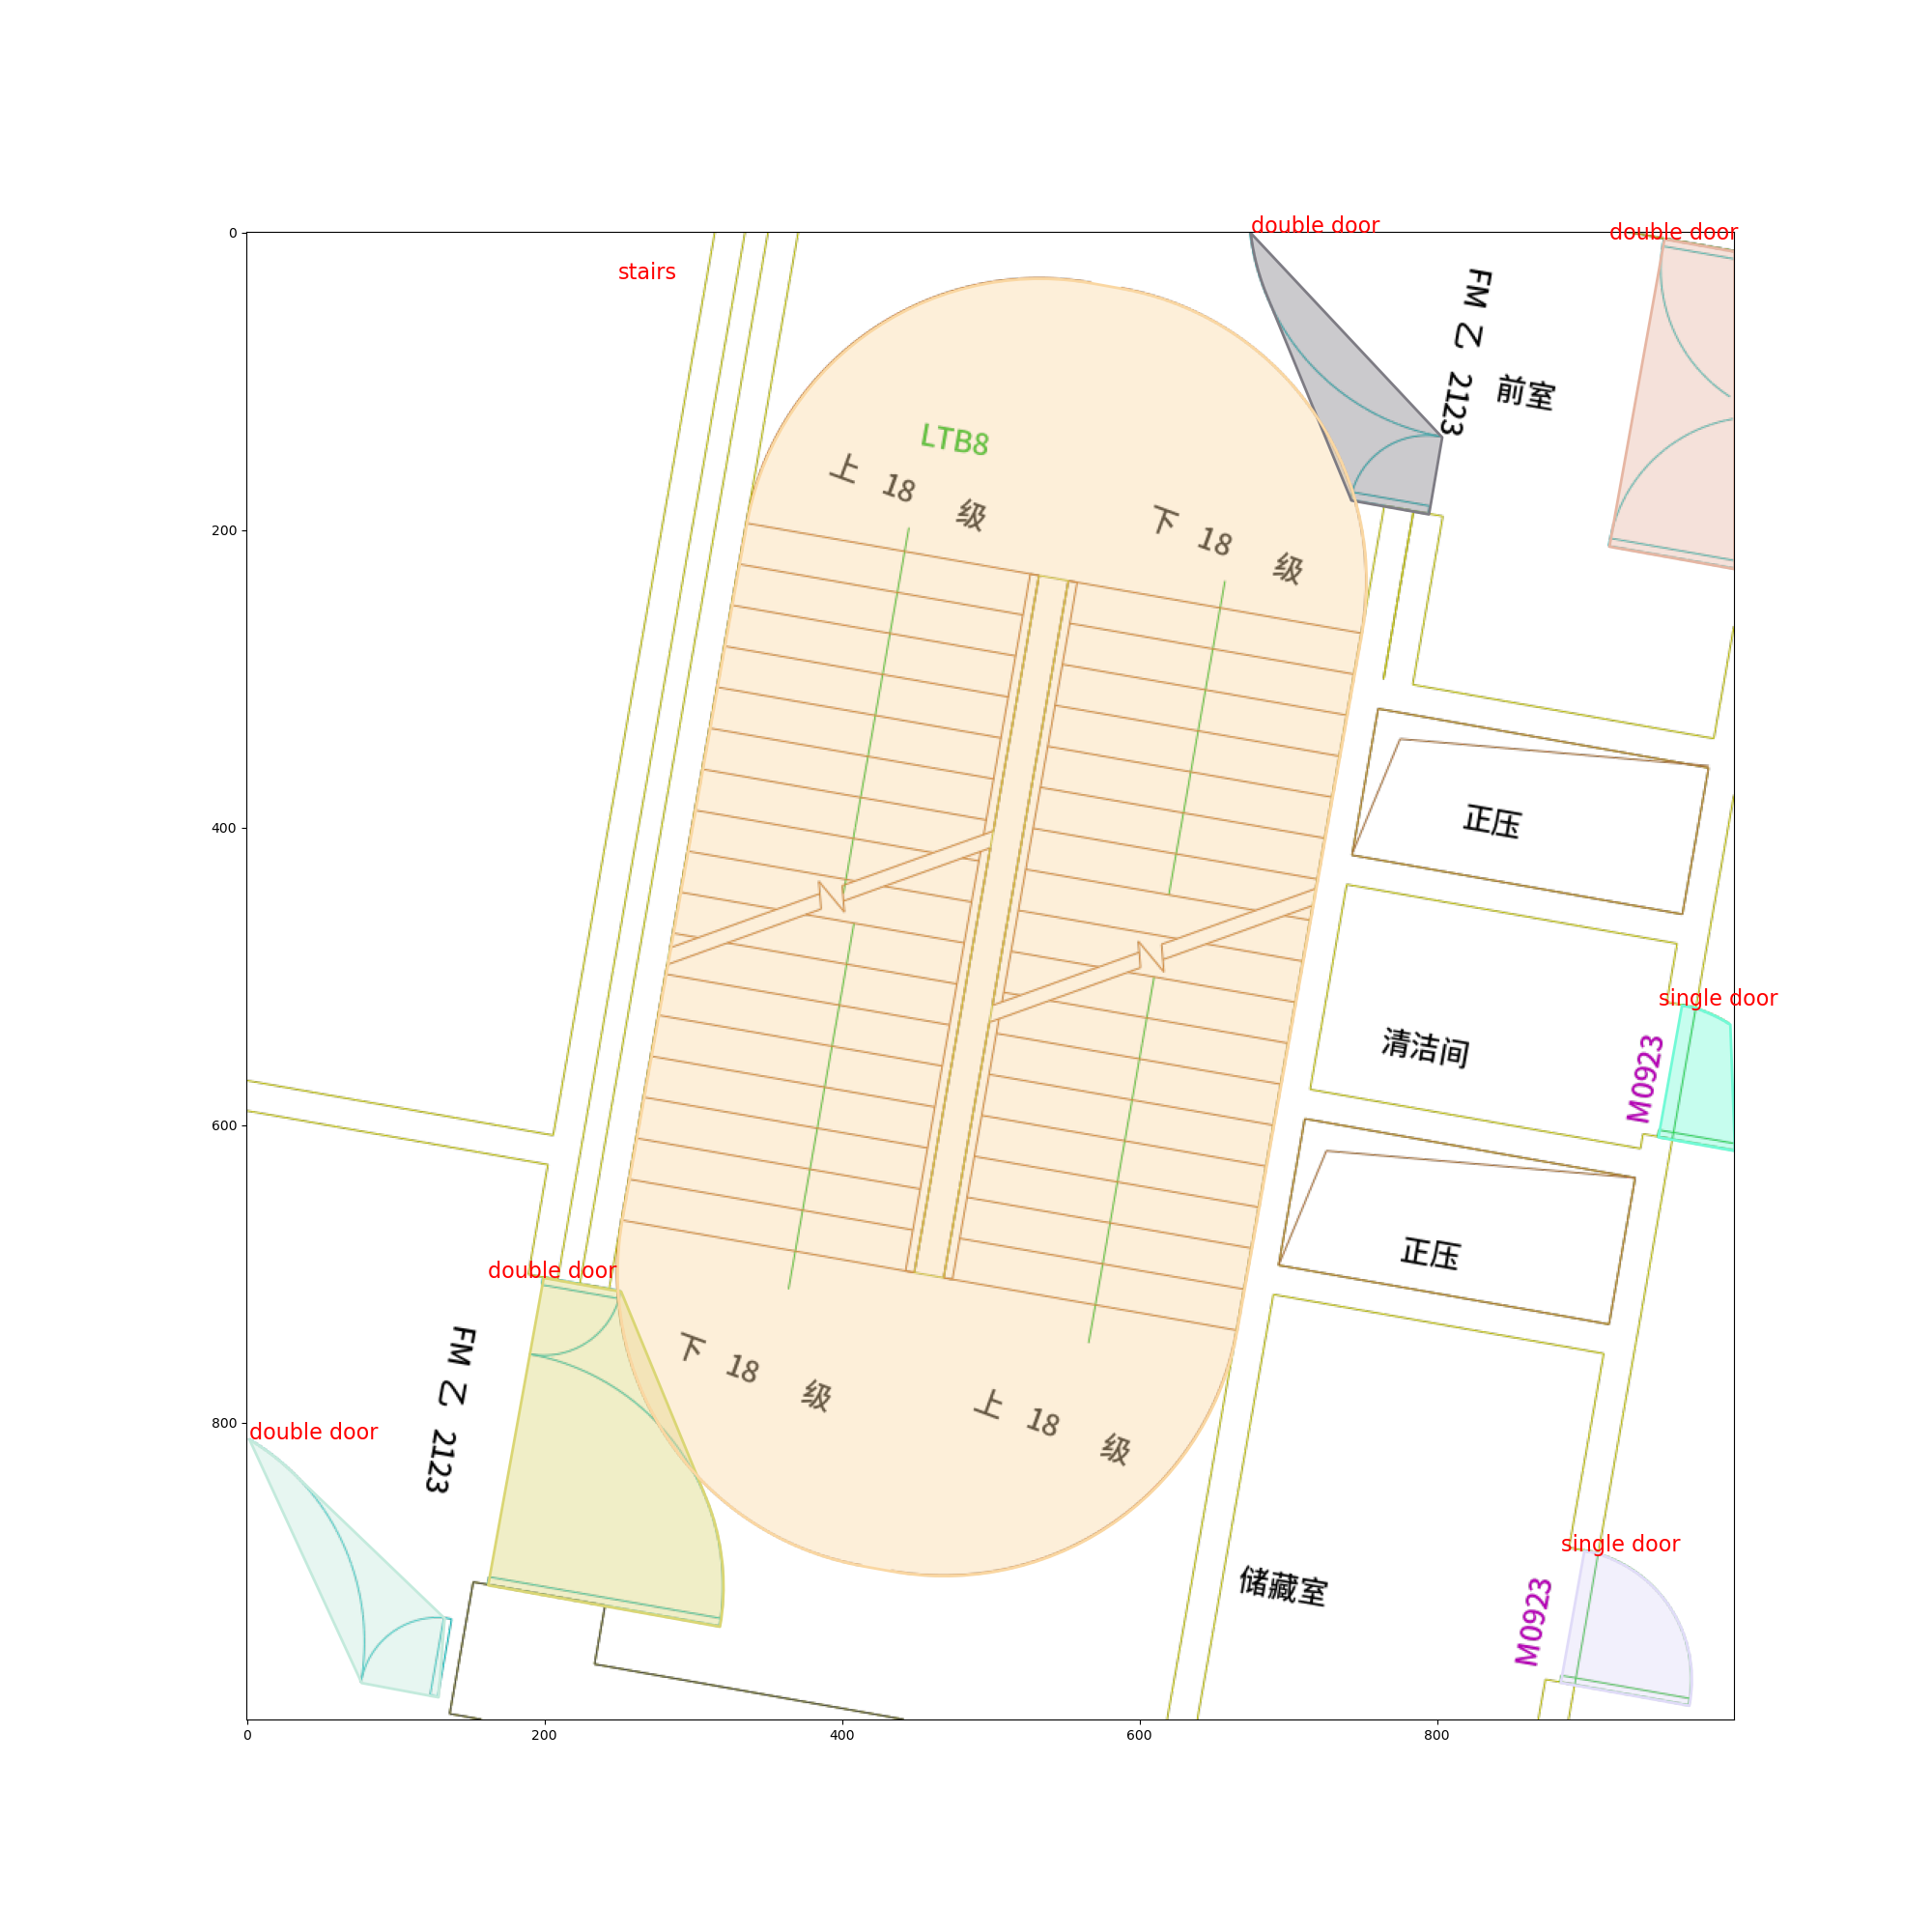 double door
double door
0
stairs
FM 乙 2123
前室
LTB8
上 18 级
下 18 级
200
400
正压
single door
清洁间
M0923
600
正压
double door
FM 乙 2123
下 18 级
上 18 级
800
double door
single door
储藏室
M0923
0
200
400
600
800